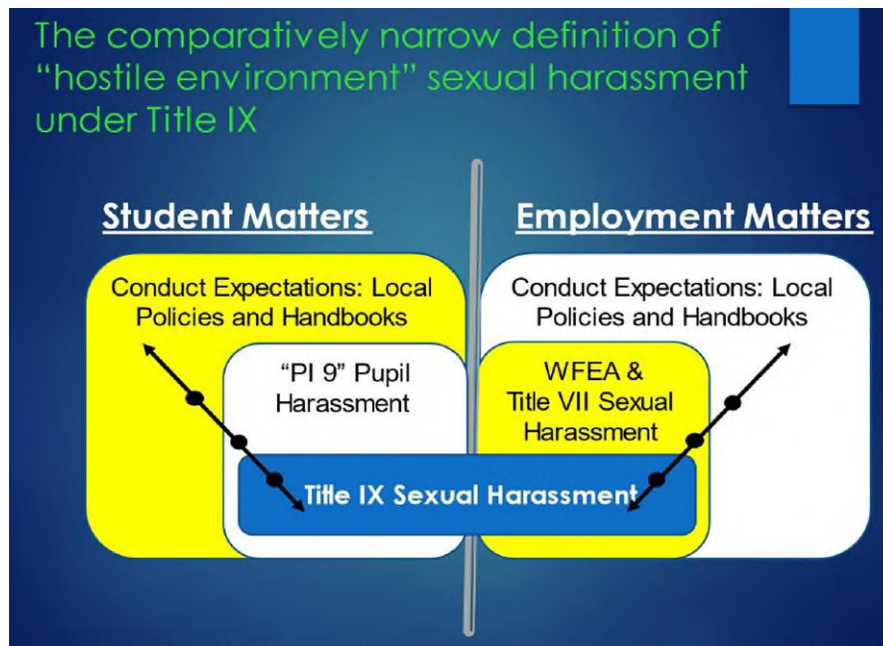 The comparatively narrow definition of
“hostile environment” sexual harassment
under Title IX
Student Matters
Conduct Expectations: Local
Policies and Handbooks
“PI 9” Pupil
Harassment
Employment Matters
Conduct Expectations: Local
Policies and Handbooks
WFEA &
Title VII Sexual
Harassment
Title IX Sexual Harassment